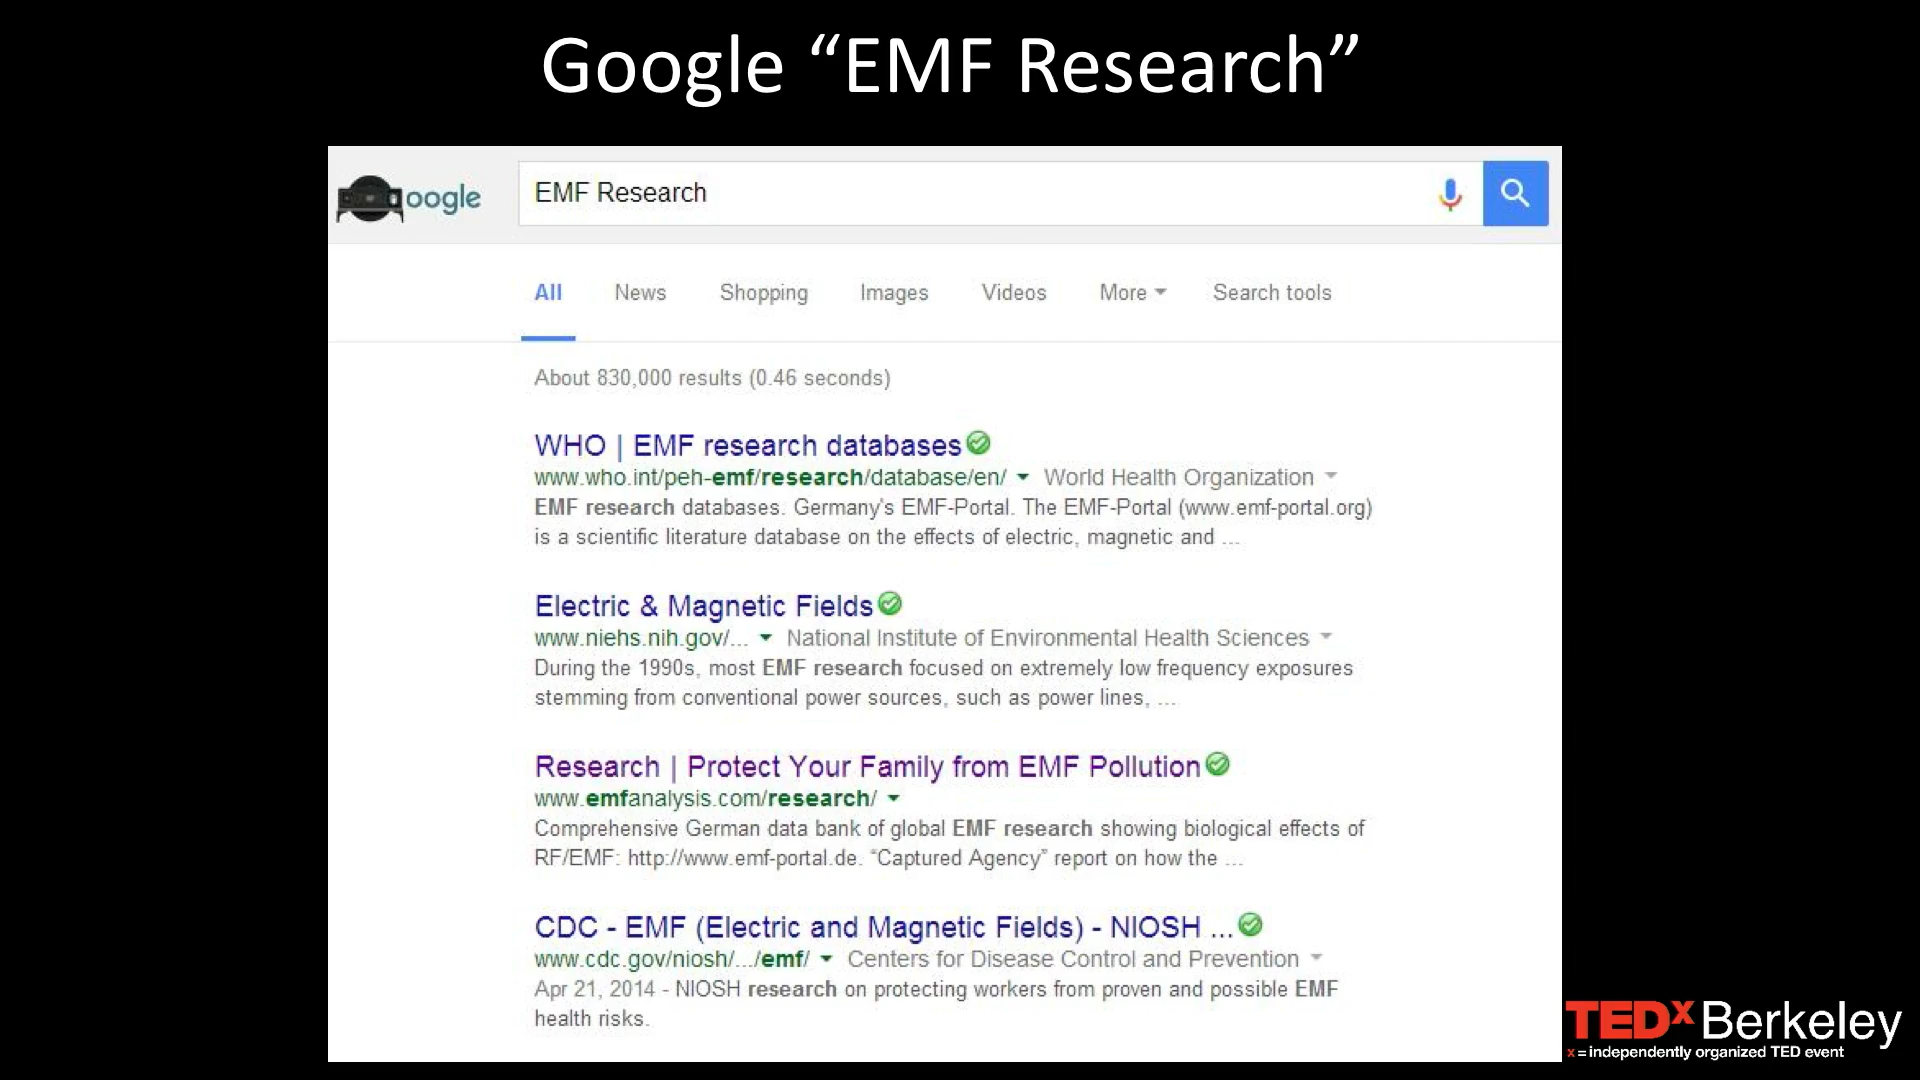 Google “EMF Research”
oogle
EMF Research
All News Shopping Images Videos More Search tools
About 830,000 results (0.46 seconds)
WHO | EMF research databases
www.who.int/peh-emf/research/database/en/ World Health Organization
EMF research databases. Germany's EMF-Portal. The EMF-Portal (www.emf-portal.org)
is a scientific literature database on the effects of electric, magnetic and ...
Electric & Magnetic Fields
www.niehs.nih.gov/... National Institute of Environmental Health Sciences
During the 1990s, most EMF research focused on extremely low frequency exposures
stemming from conventional power sources, such as power lines, ...
Research | Protect Your Family from EMF Pollution
www.emfanalysis.com/research/
Comprehensive German data bank of global EMF research showing biological effects of
RF/EMF: http://www.emf-portal.de. “Captured Agency” report on how the ...
CDC - EMF (Electric and Magnetic Fields) - NIOSH ...
www.cdc.gov/niosh/.../emf/ Centers for Disease Control and Prevention
Apr 21, 2014 - NIOSH research on protecting workers from proven and possible EMF
health risks.
TEDx Berkeley
x = independently organized TED event